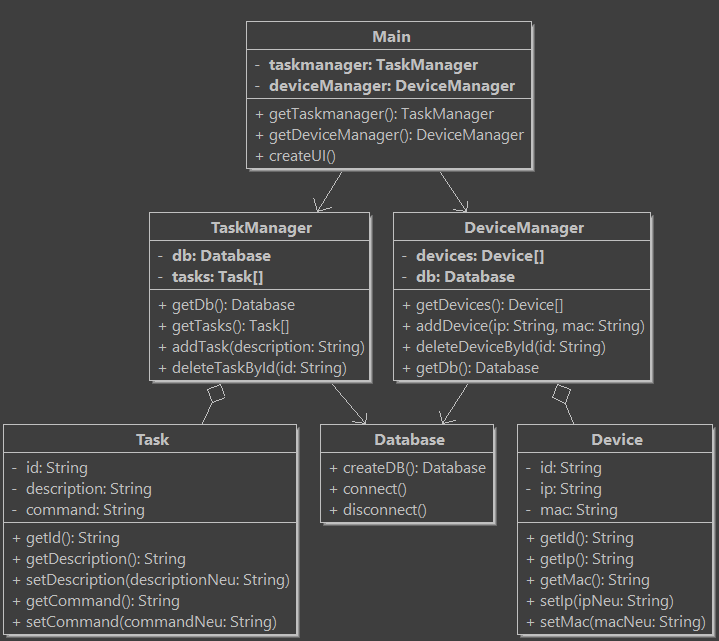 Main
- taskmanager: TaskManager
- deviceManager: DeviceManager
+ getTaskmanager(): TaskManager
+ getDeviceManager(): DeviceManager
+ createUI()
TaskManager
- db: Database
- tasks: Task[]
+ getDb(): Database
+ getTasks(): Task[]
+ addTask(description: String)
+ deleteTaskById(id: String)
DeviceManager
- devices: Device[]
- db: Database
+ getDevices(): Device[]
+ addDevice(ip: String, mac: String)
+ deleteDeviceById(id: String)
+ getDb(): Database
Task
- id: String
- description: String
- command: String
+ getId(): String
+ getDescription(): String
+ setDescription(descriptionNeu: String)
+ getCommand(): String
+ setCommand(commandNeu: String)
Database
+ createDB(): Database
+ connect()
+ disconnect()
Device
- id: String
- ip: String
- mac: String
+ getId(): String
+ getIp(): String
+ getMac(): String
+ setIp(ipNeu: String)
+ setMac(macNeu: String)